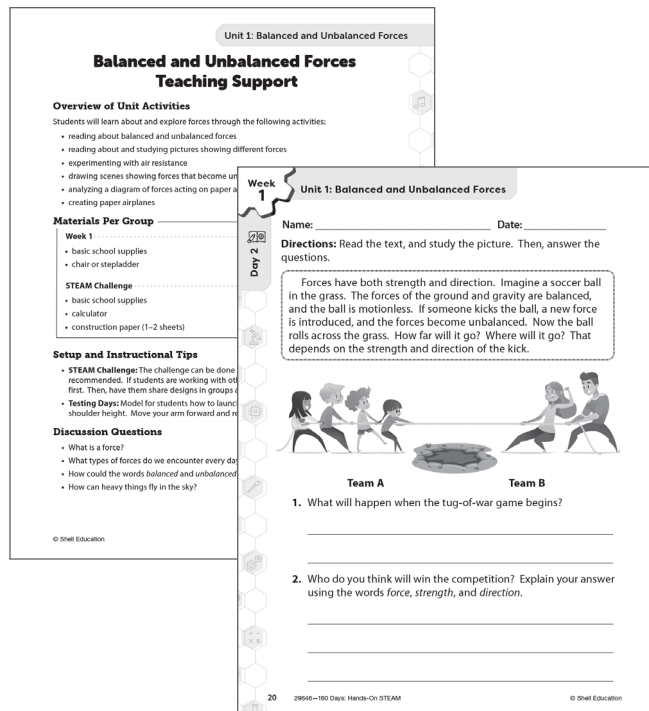 Unit 1: Balanced and Unbalanced Forces
Balanced and Unbalanced Forces
Teaching Support
Overview of Unit Activities
Students will learn about and explore forces through the following activities:
• reading about balanced and unbalanced forces
• reading about and studying pictures showing different forces
• experimenting with air resistance
• drawing scenes showing forces that become un
• analyzing a diagram of forces acting on paper a
• creating paper airplanes
Materials Per Group
Week 1
• basic school supplies
• chair or stepladder
STEAM Challenge
• basic school supplies
• calculator
• construction paper (1–2 sheets)
Setup and Instructional Tips
• STEAM Challenge: The challenge can be done
recommended. If students are working with ot
first. Then, have them share designs in groups a
• Testing Days: Model for students how to launc
shoulder height. Move your arm forward and re
Discussion Questions
• What is a force?
• What types of forces do we encounter every da
• How could the words balanced and unbalanced
• How can heavy things fly in the sky?
© Shell Education
Week
1
Unit 1: Balanced and Unbalanced Forces
Day 2
Name: Date:
Directions: Read the text, and study the picture. Then, answer the
questions.
Forces have both strength and direction. Imagine a soccer ball
in the grass. The forces of the ground and gravity are balanced,
and the ball is motionless. If someone kicks the ball, a new force
is introduced, and the forces become unbalanced. Now the ball
rolls across the grass. How far will it go? Where will it go? That
depends on the strength and direction of the kick.
Team A Team B
1. What will happen when the tug-of-war game begins?
2. Who do you think will win the competition? Explain your answer
using the words force, strength, and direction.
20 29646—180 Days: Hands-On STEAM © Shell Education